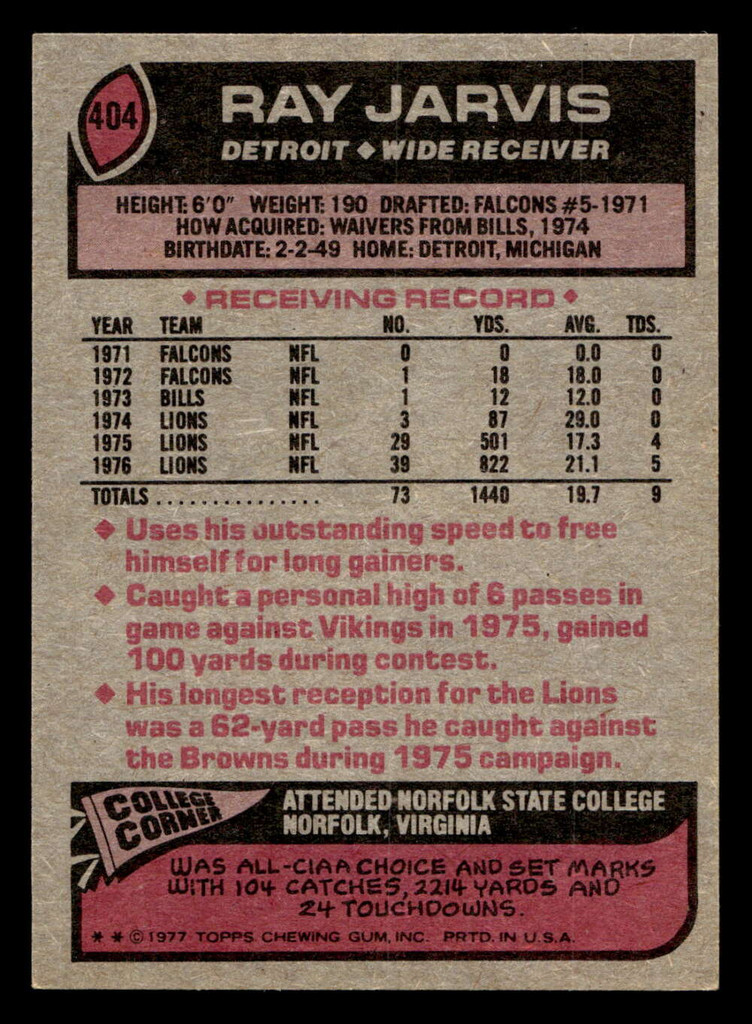 404
RAY JARVIS
DETROIT ♦ WIDE RECEIVER
HEIGHT: 6'0" WEIGHT: 190 DRAFTED: FALCONS #5-1971
HOW ACQUIRED: WAIVERS FROM BILLS, 1974
BIRTHDATE: 2-2-49 HOME: DETROIT, MICHIGAN
♦ RECEIVING RECORD ♦
YEAR TEAM NO. YDS. AVG. TDS.
1971 FALCONS NFL 0 0 0.0 0
1972 FALCONS NFL 1 18 18.0 0
1973 BILLS NFL 1 12 12.0 0
1974 LIONS NFL 3 87 29.0 0
1975 LIONS NFL 29 501 17.3 4
1976 LIONS NFL 39 822 21.1 5
TOTALS ................ 73 1440 19.7 9
♦ Uses his outstanding speed to free
himself for long gainers.
♦ Caught a personal high of 6 passes in
game against Vikings in 1975, gained
100 yards during contest.
♦ His longest reception for the Lions
was a 62-yard pass he caught against
the Browns during 1975 campaign.
COLLEGE
CORNER
ATTENDED NORFOLK STATE COLLEGE
NORFOLK, VIRGINIA
WAS ALL-CIAA CHOICE AND SET MARKS
WITH 104 CATCHES, 2214 YARDS AND
24 TOUCHDOWNS.
* * © 1977 TOPPS CHEWING GUM, INC. PRTD. IN U.S.A.